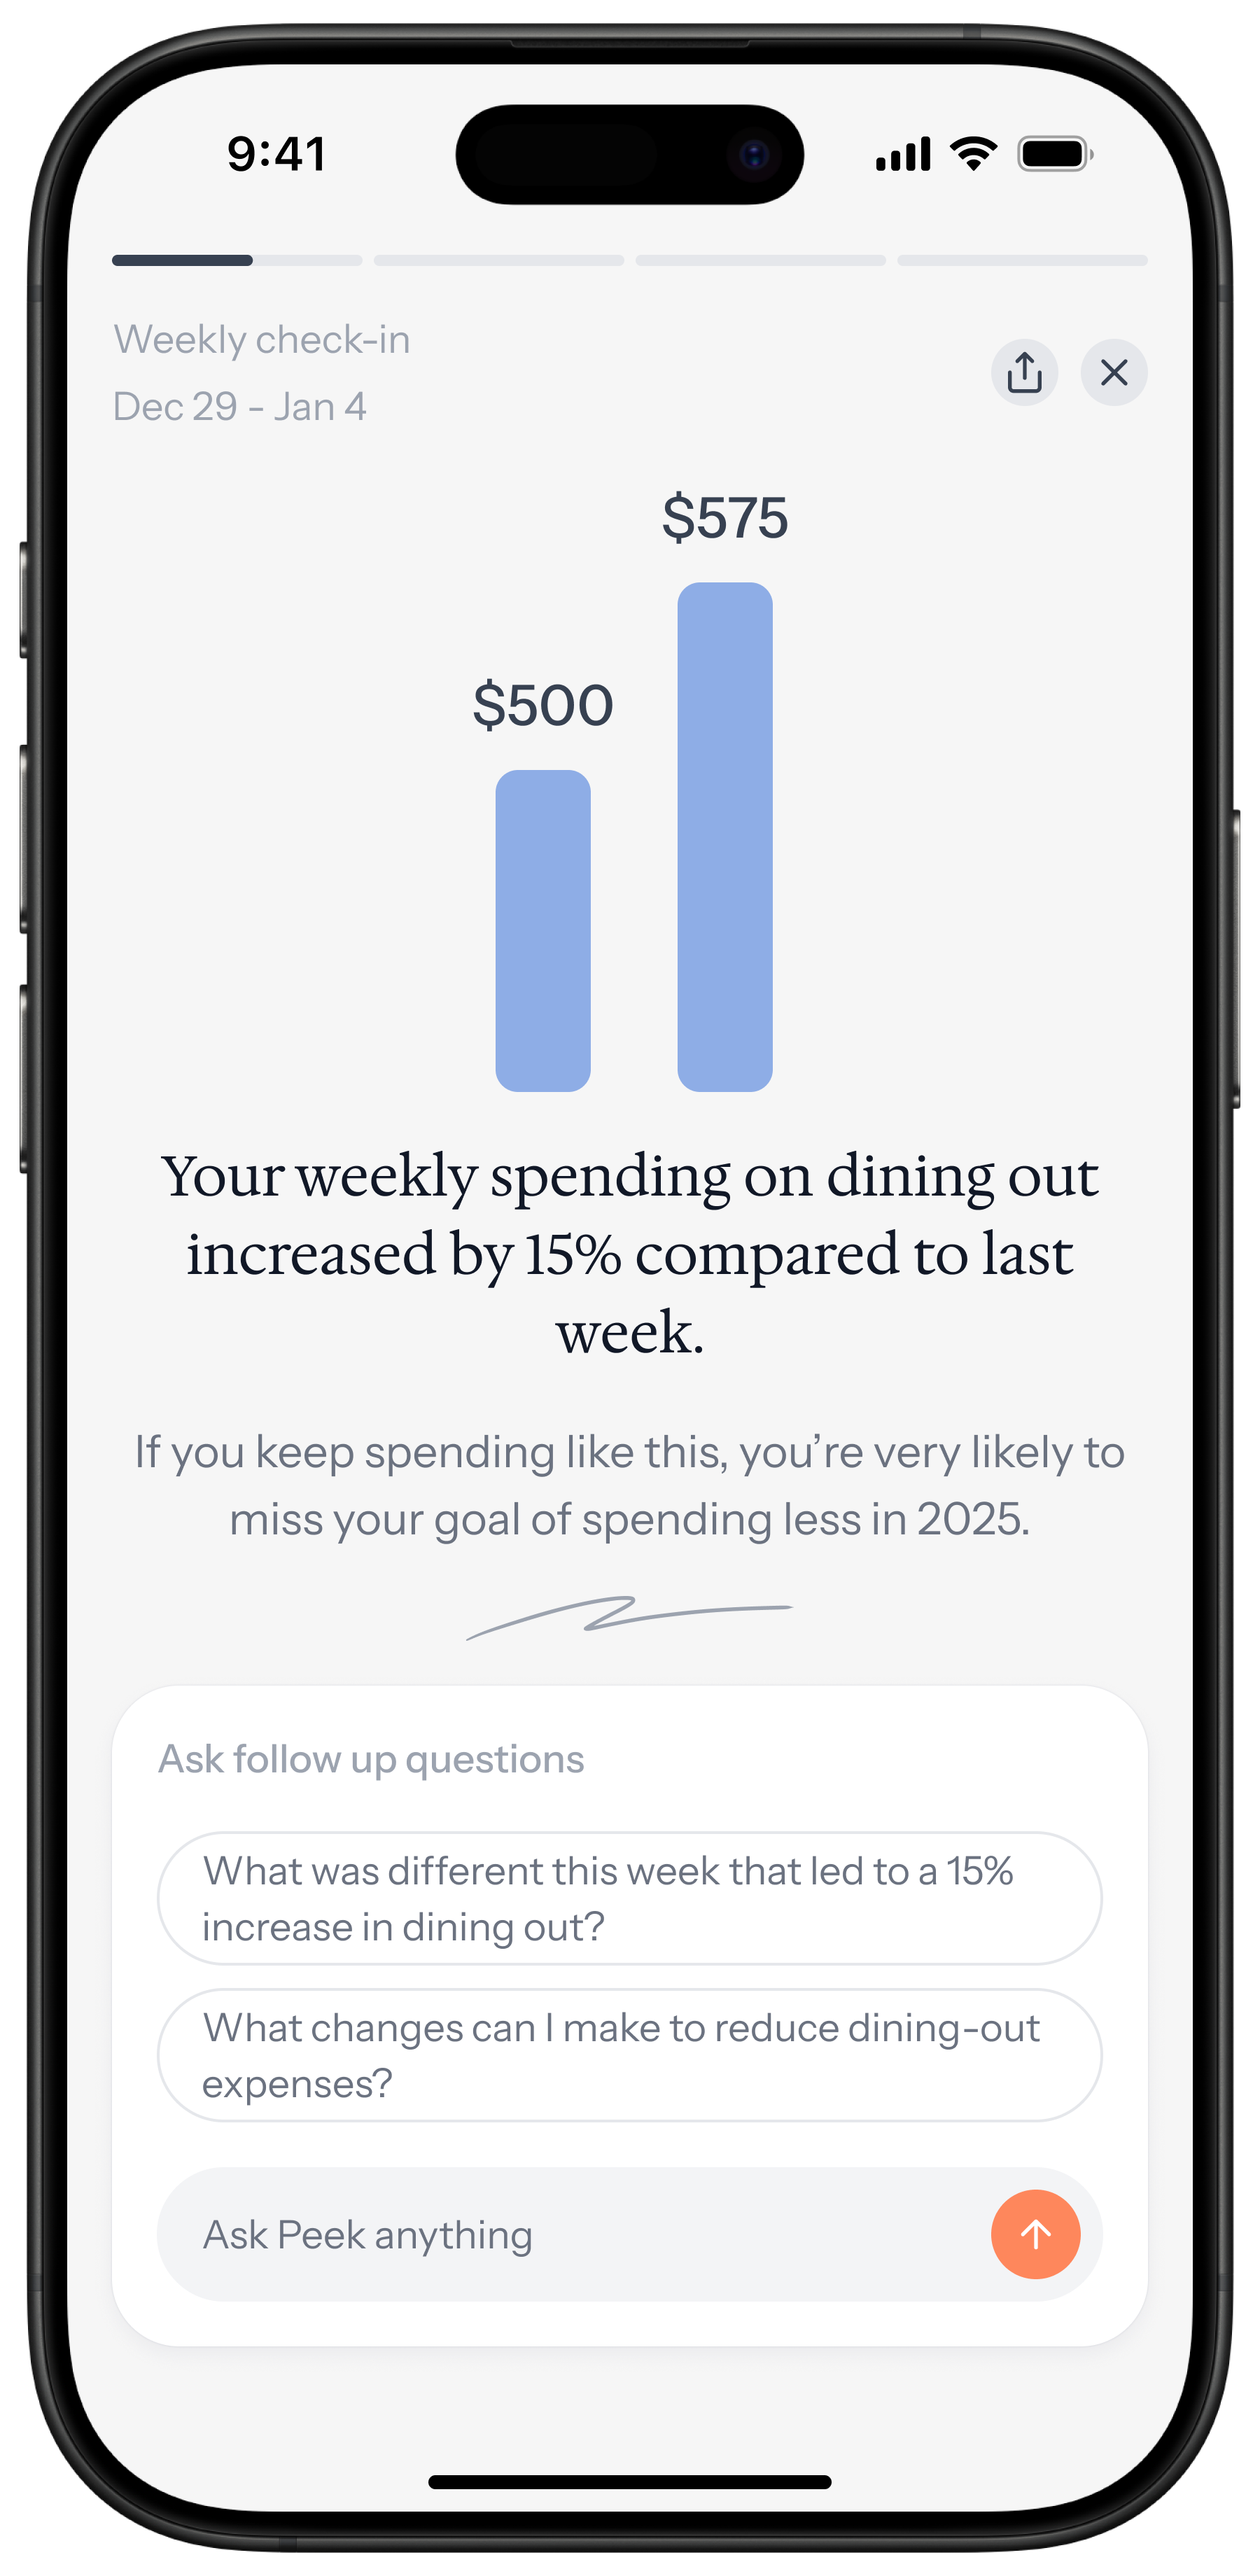 9:41
Weekly check-in
Dec 29 - Jan 4
$575
$500
Your weekly spending on dining out
increased by 15% compared to last
week.
If you keep spending like this, you’re very likely to
miss your goal of spending less in 2025.
Ask follow up questions
What was different this week that led to a 15%
increase in dining out?
What changes can I make to reduce dining-out
expenses?
Ask Peek anything